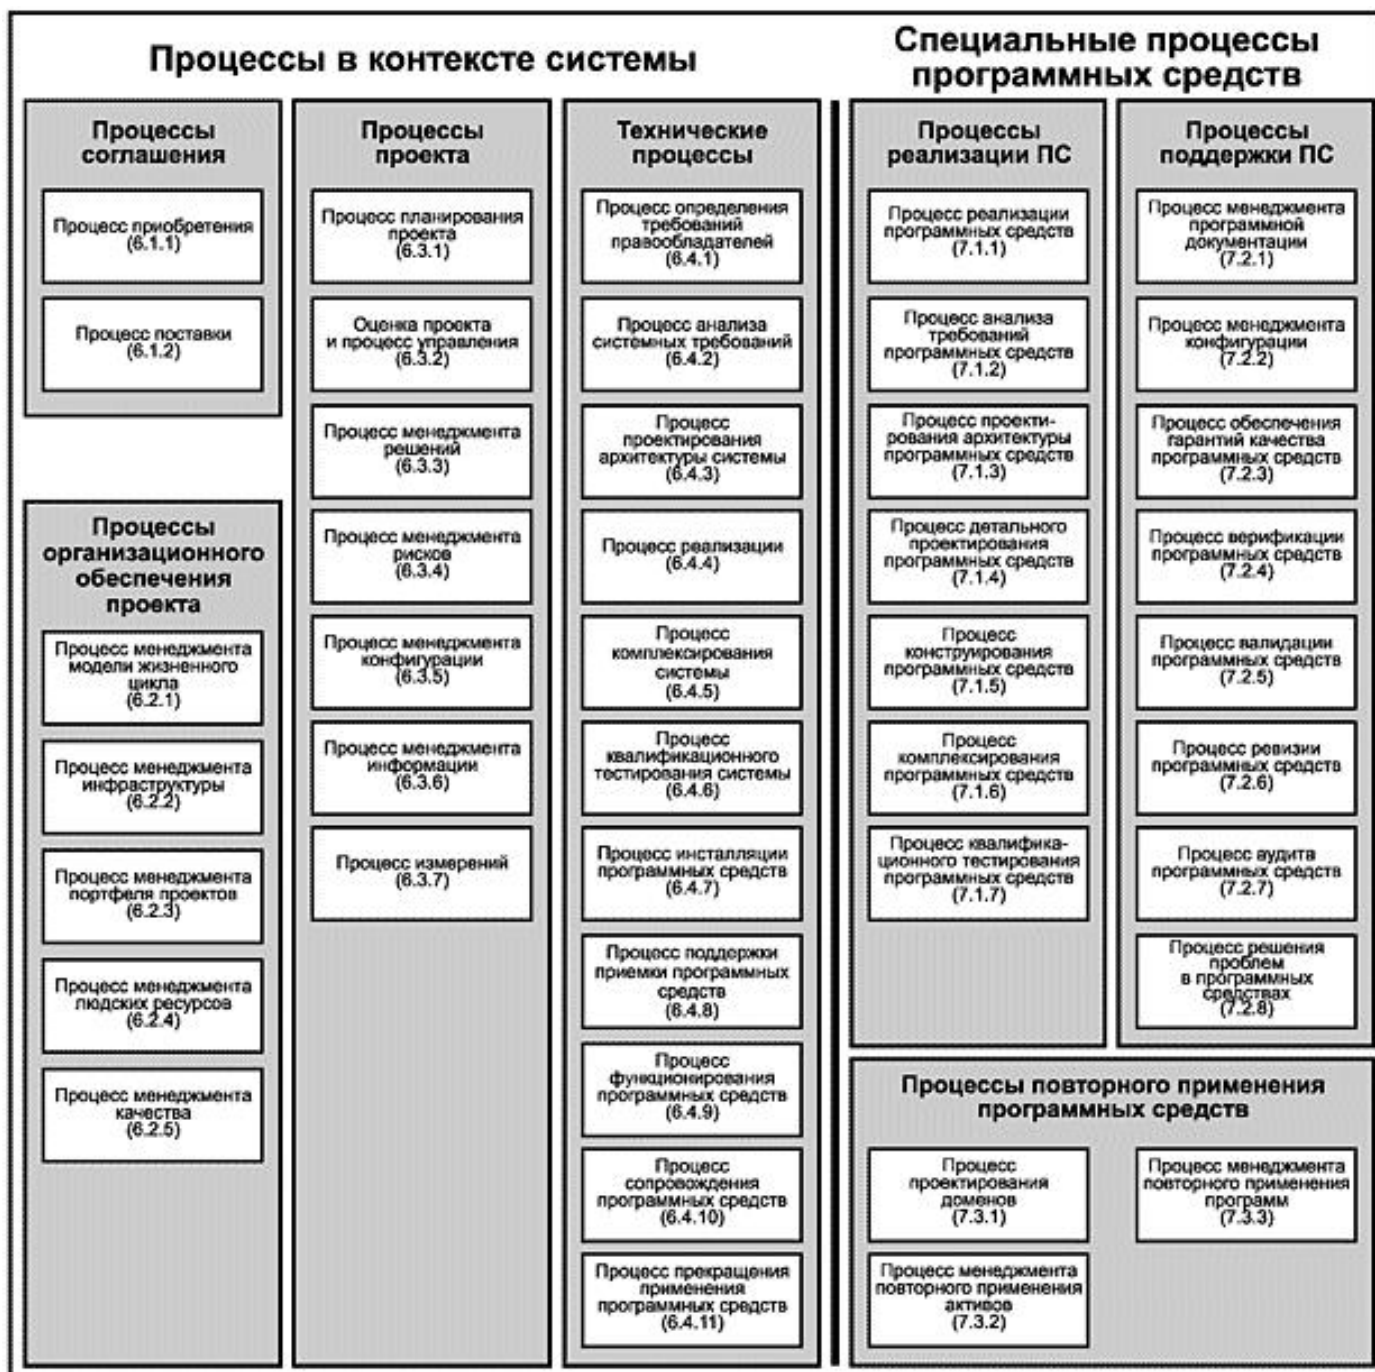 Процессы в контексте системы
Специальные процессы
программных средств
Процессы
соглашения
Процесс приобретения
(6.1.1)
Процесс поставки
(6.1.2)
Процессы
организационного
обеспечения
проекта
Процесс менеджмента
модели жизненного
цикла
(6.2.1)
Процесс менеджмента
инфраструктуры
(6.2.2)
Процесс менеджмента
портфеля проектов
(6.2.3)
Процесс менеджмента
людских ресурсов
(6.2.4)
Процесс менеджмента
качества
(6.2.5)
Процессы
проекта
Процесс планирования
проекта
(6.3.1)
Оценка проекта
и процесс управления
(6.3.2)
Процесс менеджмента
решений
(6.3.3)
Процесс менеджмента
рисков
(6.3.4)
Процесс менеджмента
конфигурации
(6.3.5)
Процесс менеджмента
информации
(6.3.6)
Процесс измерений
(6.3.7)
Технические
процессы
Процесс определения
требований
правообладателей
(6.4.1)
Процесс анализа
системных требований
(6.4.2)
Процесс
проектирования
архитектуры системы
(6.4.3)
Процесс реализации
(6.4.4)
Процесс
комплексирования
системы
(6.4.5)
Процесс
квалификационного
тестирования системы
(6.4.6)
Процесс инсталляции
программных средств
(6.4.7)
Процесс поддержки
приемки программных
средств
(6.4.8)
Процесс
функционирования
программных средств
(6.4.9)
Процесс
сопровождения
программных средств
(6.4.10)
Процесс прекращения
применения
программных средств
(6.4.11)
Процессы
реализации ПС
Процесс реализации
программных средств
(7.1.1)
Процесс анализа
требований
программных средств
(7.1.2)
Процесс проекти-
рования архитектуры
программных средств
(7.1.3)
Процесс детального
проектирования
программных средств
(7.1.4)
Процесс
конструирования
программных средств
(7.1.5)
Процесс
комплексирования
программных средств
(7.1.6)
Процесс квалифика-
ционного тестирования
программных средств
(7.1.7)
Процессы
поддержки ПС
Процесс менеджмента
программной
документации
(7.2.1)
Процесс менеджмента
конфигурации
(7.2.2)
Процесс обеспечения
гарантий качества
программных средств
(7.2.3)
Процесс верификации
программных средств
(7.2.4)
Процесс валидации
программных средств
(7.2.5)
Процесс ревизии
программных средств
(7.2.6)
Процесс аудита
программных средств
(7.2.7)
Процесс решения
проблем
в программных
средствах
(7.2.8)
Процессы повторного применения
программных средств
Процесс
проектирования
доменов
(7.3.1)
Процесс менеджмента
повторного применения
активов
(7.3.2)
Процесс менеджмента
повторного применения
программ
(7.3.3)